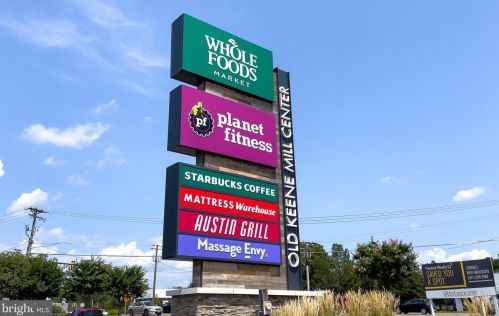 WHOLE
FOODS
MARKET
pf
planet
fitness
STARBUCKS COFFEE
MATTRESS Warehouse
AUSTIN GRILL
Massage Envy
OLD KEENE MILL CENTER
bright
MLS